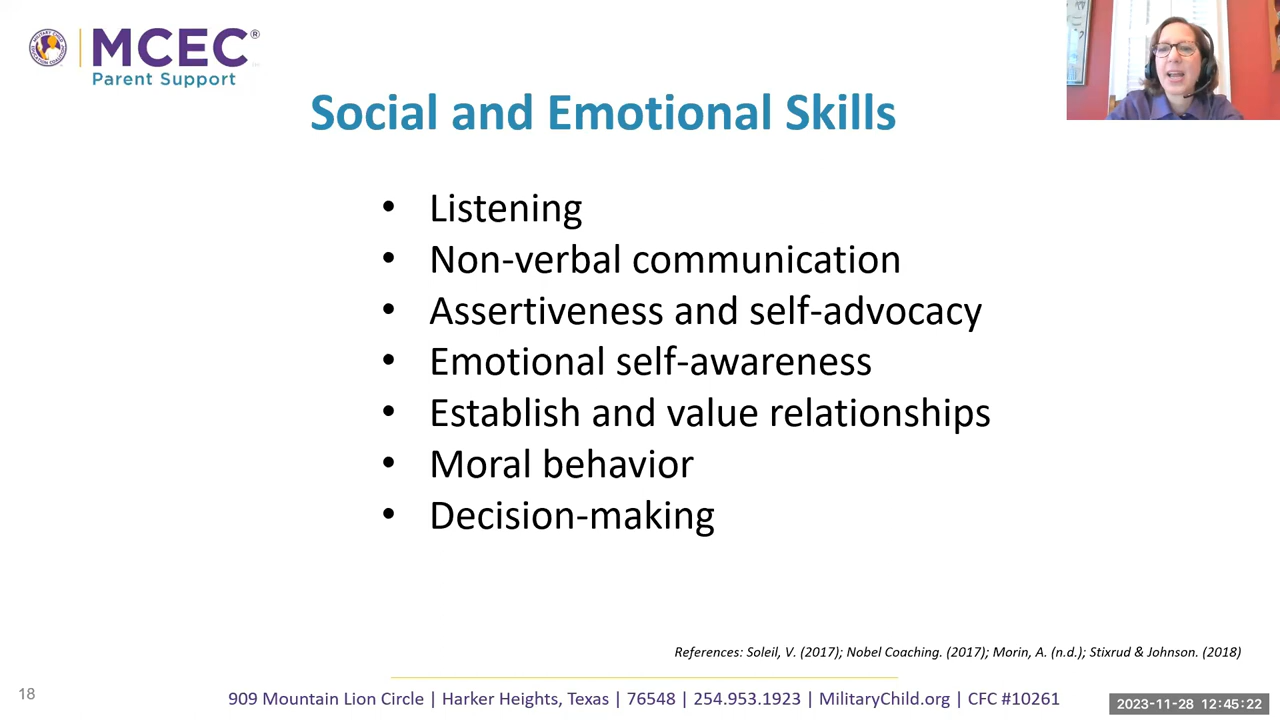 MCEC®
Parent Support
Social and Emotional Skills
• Listening
• Non-verbal communication
• Assertiveness and self-advocacy
• Emotional self-awareness
• Establish and value relationships
• Moral behavior
• Decision-making
References: Soleil, V. (2017); Nobel Coaching. (2017); Morin, A. (n.d.); Stixrud & Johnson. (2018)
18
909 Mountain Lion Circle | Harker Heights, Texas | 76548 | 254.953.1923 | MilitaryChild.org | CFC #10261
2023-11-28 12:45:22